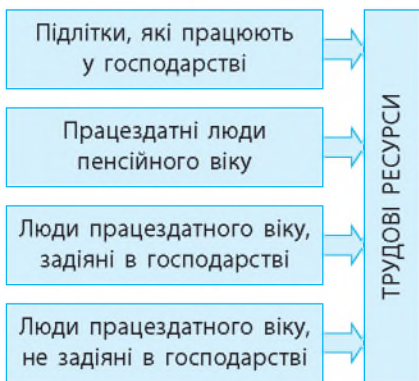 Підлітки, які працюють
у господарстві
Працездатні люди
пенсійного віку
Люди працездатного віку,
задіяні в господарстві
Люди працездатного віку,
не задіяні в господарстві
ТРУДОВІ РЕСУРСИ